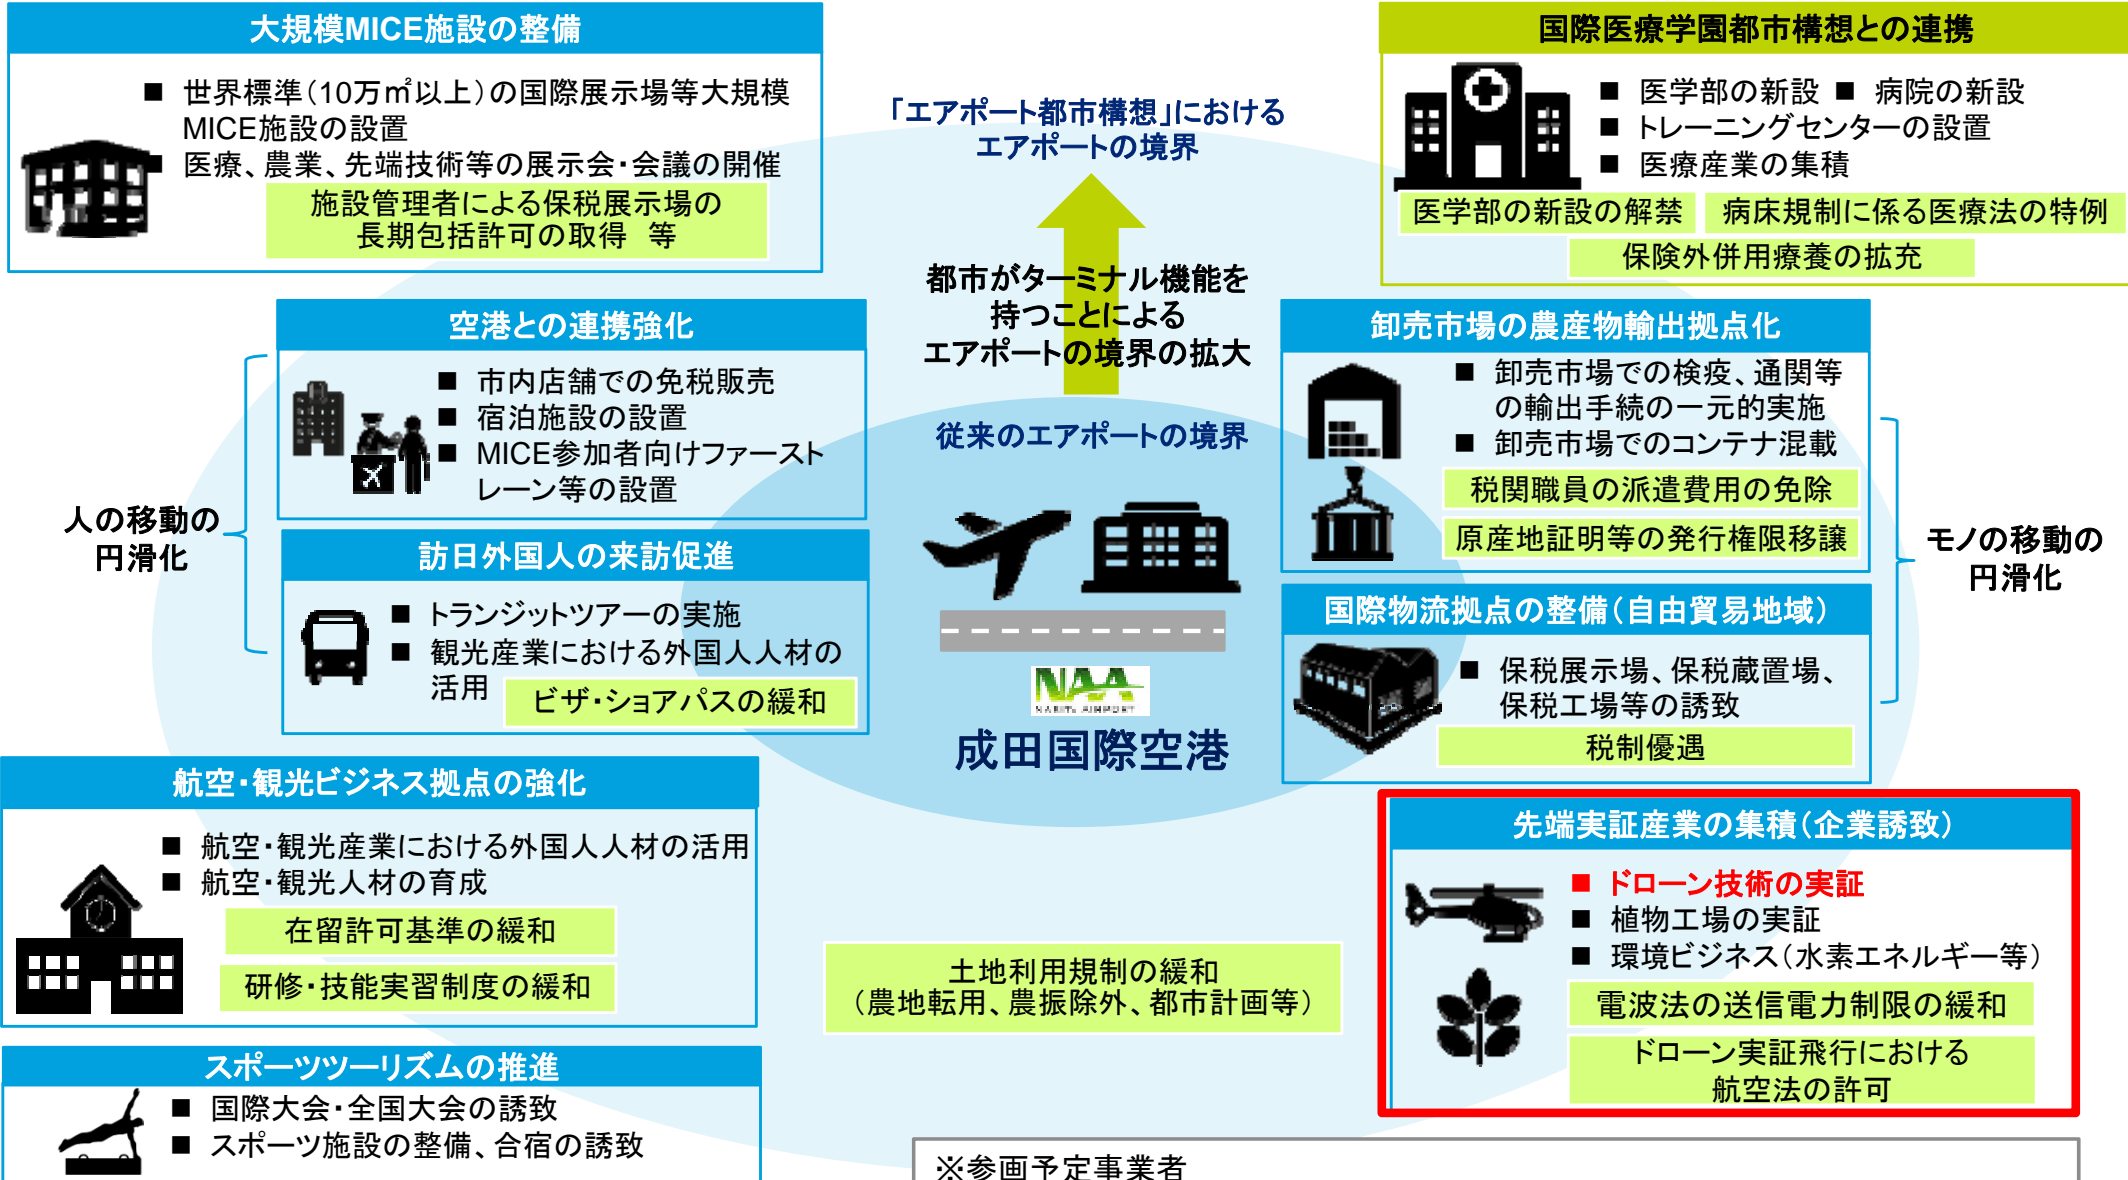 大規模MICE施設の整備
■ 世界標準(10万㎡以上)の国際展示場等大規模
MICE施設の設置
■ 医療、農業、先端技術等の展示会・会議の開催
施設管理者による保税展示場の
長期包括許可の取得 等
「エアポート都市構想」における
エアポートの境界
都市がターミナル機能を
持つことによる
エアポートの境界の拡大
従来のエアポートの境界
国際医療学園都市構想との連携
■ 医学部の新設 ■ 病院の新設
■ トレーニングセンターの設置
■ 医療産業の集積
医学部の新設の解禁
病床規制に係る医療法の特例
保険外併用療養の拡充
人の移動の
円滑化
空港との連携強化
■ 市内店舗での免税販売
■ 宿泊施設の設置
■ MICE参加者向けファースト
レーン等の設置
訪日外国人の来訪促進
■ トランジットツアーの実施
■ 観光産業における外国人人材の
活用
ビザ・ショアパスの緩和
NAA
NARITA AIRPORT
成田国際空港
卸売市場の農産物輸出拠点化
■ 卸売市場での検疫、通関等
の輸出手続の一元的実施
■ 卸売市場でのコンテナ混載
税関職員の派遣費用の免除
原産地証明等の発行権限移譲
国際物流拠点の整備(自由貿易地域)
■ 保税展示場、保税蔵置場、
保税工場等の誘致
税制優遇
モノの移動の
円滑化
航空・観光ビジネス拠点の強化
■ 航空・観光産業における外国人人材の活用
■ 航空・観光人材の育成
在留許可基準の緩和
研修・技能実習制度の緩和
土地利用規制の緩和
(農地転用、農振除外、都市計画等)
先端実証産業の集積(企業誘致)
■ ドローン技術の実証
■ 植物工場の実証
■ 環境ビジネス(水素エネルギー等)
電波法の送信電力制限の緩和
ドローン実証飛行における
航空法の許可
スポーツツーリズムの推進
■ 国際大会・全国大会の誘致
■ スポーツ施設の整備、合宿の誘致
※参画予定事業者